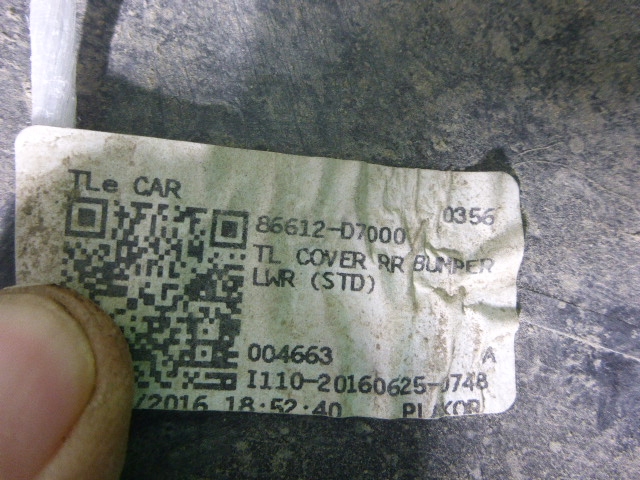 TLe CAR
86612-D7000 0356
TL COVER RR BUMPER
LWR (STD)
004663 A
I110-20160625-0748
/2016 18:52:40 PLAKOR